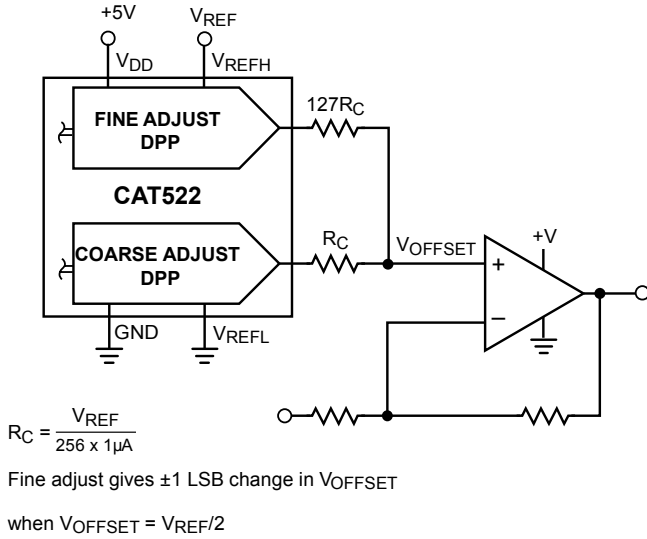 +5V
VREF
VDD
VREFH
127RC
FINE ADJUST
DPP
CAT522
COARSE ADJUST
DPP
RC
VOFFSET
+V
+
−
GND
VREFL
RC = VREF
256 x 1µA
Fine adjust gives ±1 LSB change in VOFFSET
when VOFFSET = VREF/2